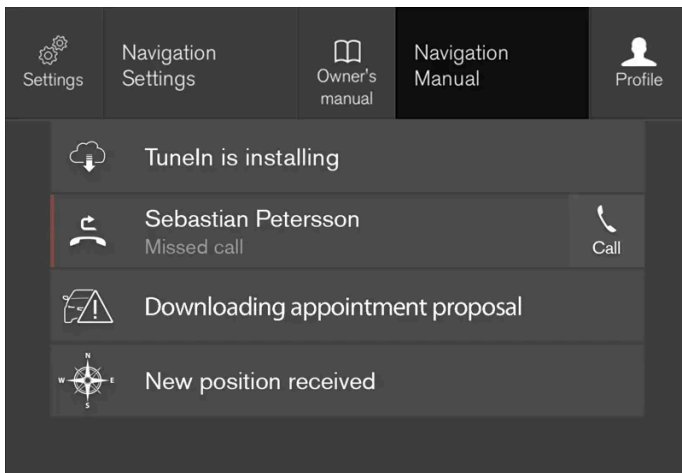 Settings
Navigation
Settings
Owner's
manual
Navigation
Manual
Profile
TuneIn is installing
Sebastian Petersson
Missed call
Call
Downloading appointment proposal
N
W E
S
New position received